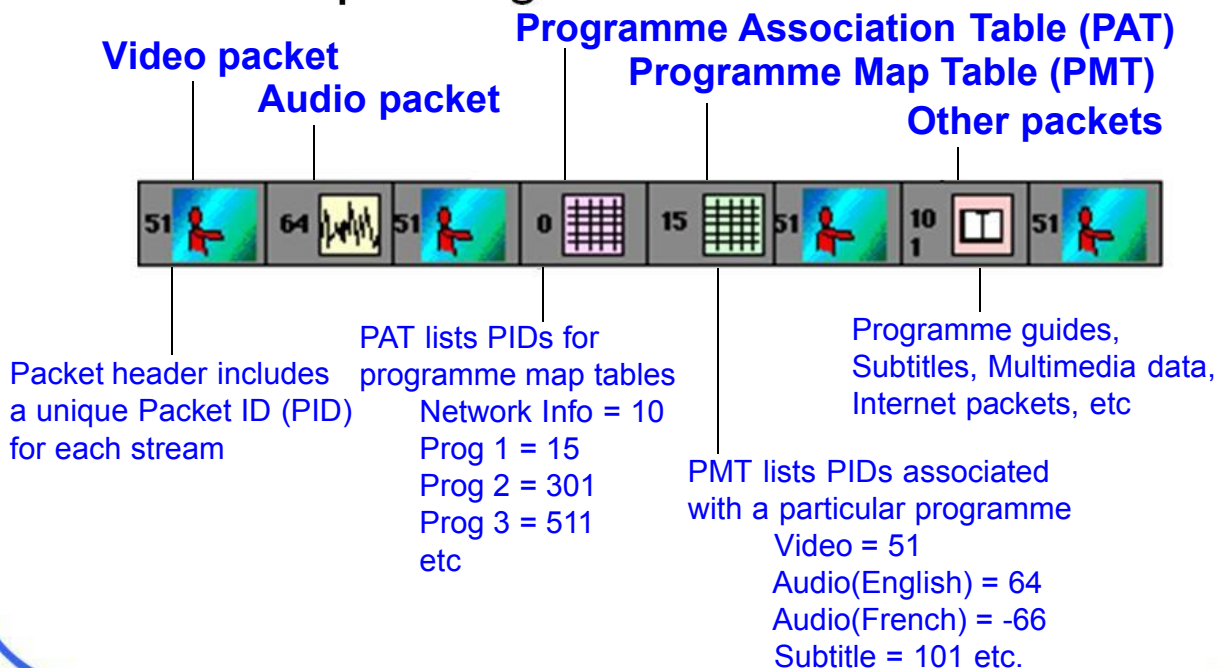 Programme Association Table (PAT)
Video packet
Programme Map Table (PMT)
Audio packet
Other packets
51
64
51
0
15
51
10
1
51
Packet header includes
a unique Packet ID (PID)
for each stream
PAT lists PIDs for
programme map tables
Network Info = 10
Prog 1 = 15
Prog 2 = 301
Prog 3 = 511
etc
PMT lists PIDs associated
with a particular programme
Video = 51
Audio(English) = 64
Audio(French) = -66
Subtitle = 101 etc.
Programme guides,
Subtitles, Multimedia data,
Internet packets, etc